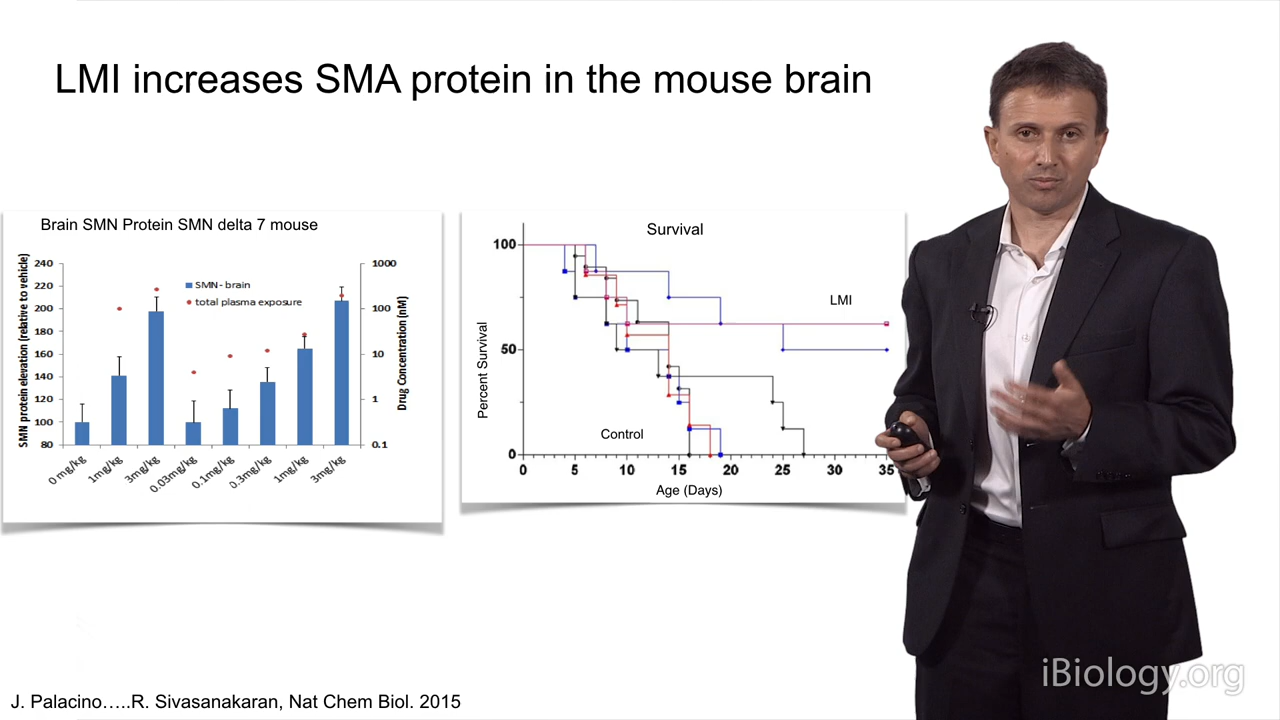 LMI increases SMA protein in the mouse brain
Brain SMN Protein SMN delta 7 mouse
SMN protein elevation (relative to vehicle)
240
220
200
180
160
140
120
100
80
SMN- brain
total plasma exposure
1000
100
10
1
0.1
Drug Concentration (nM)
0 mg/kg
1mg/kg
3mg/kg
0.03mg/kg
0.1mg/kg
0.3mg/kg
1mg/kg
3mg/kg
Survival
Percent Survival
100
50
0
LMI
Control
0 5 10 15 20 25 30 35
Age (Days)
J. Palacino…..R. Sivasanakaran, Nat Chem Biol. 2015
iBiology.org